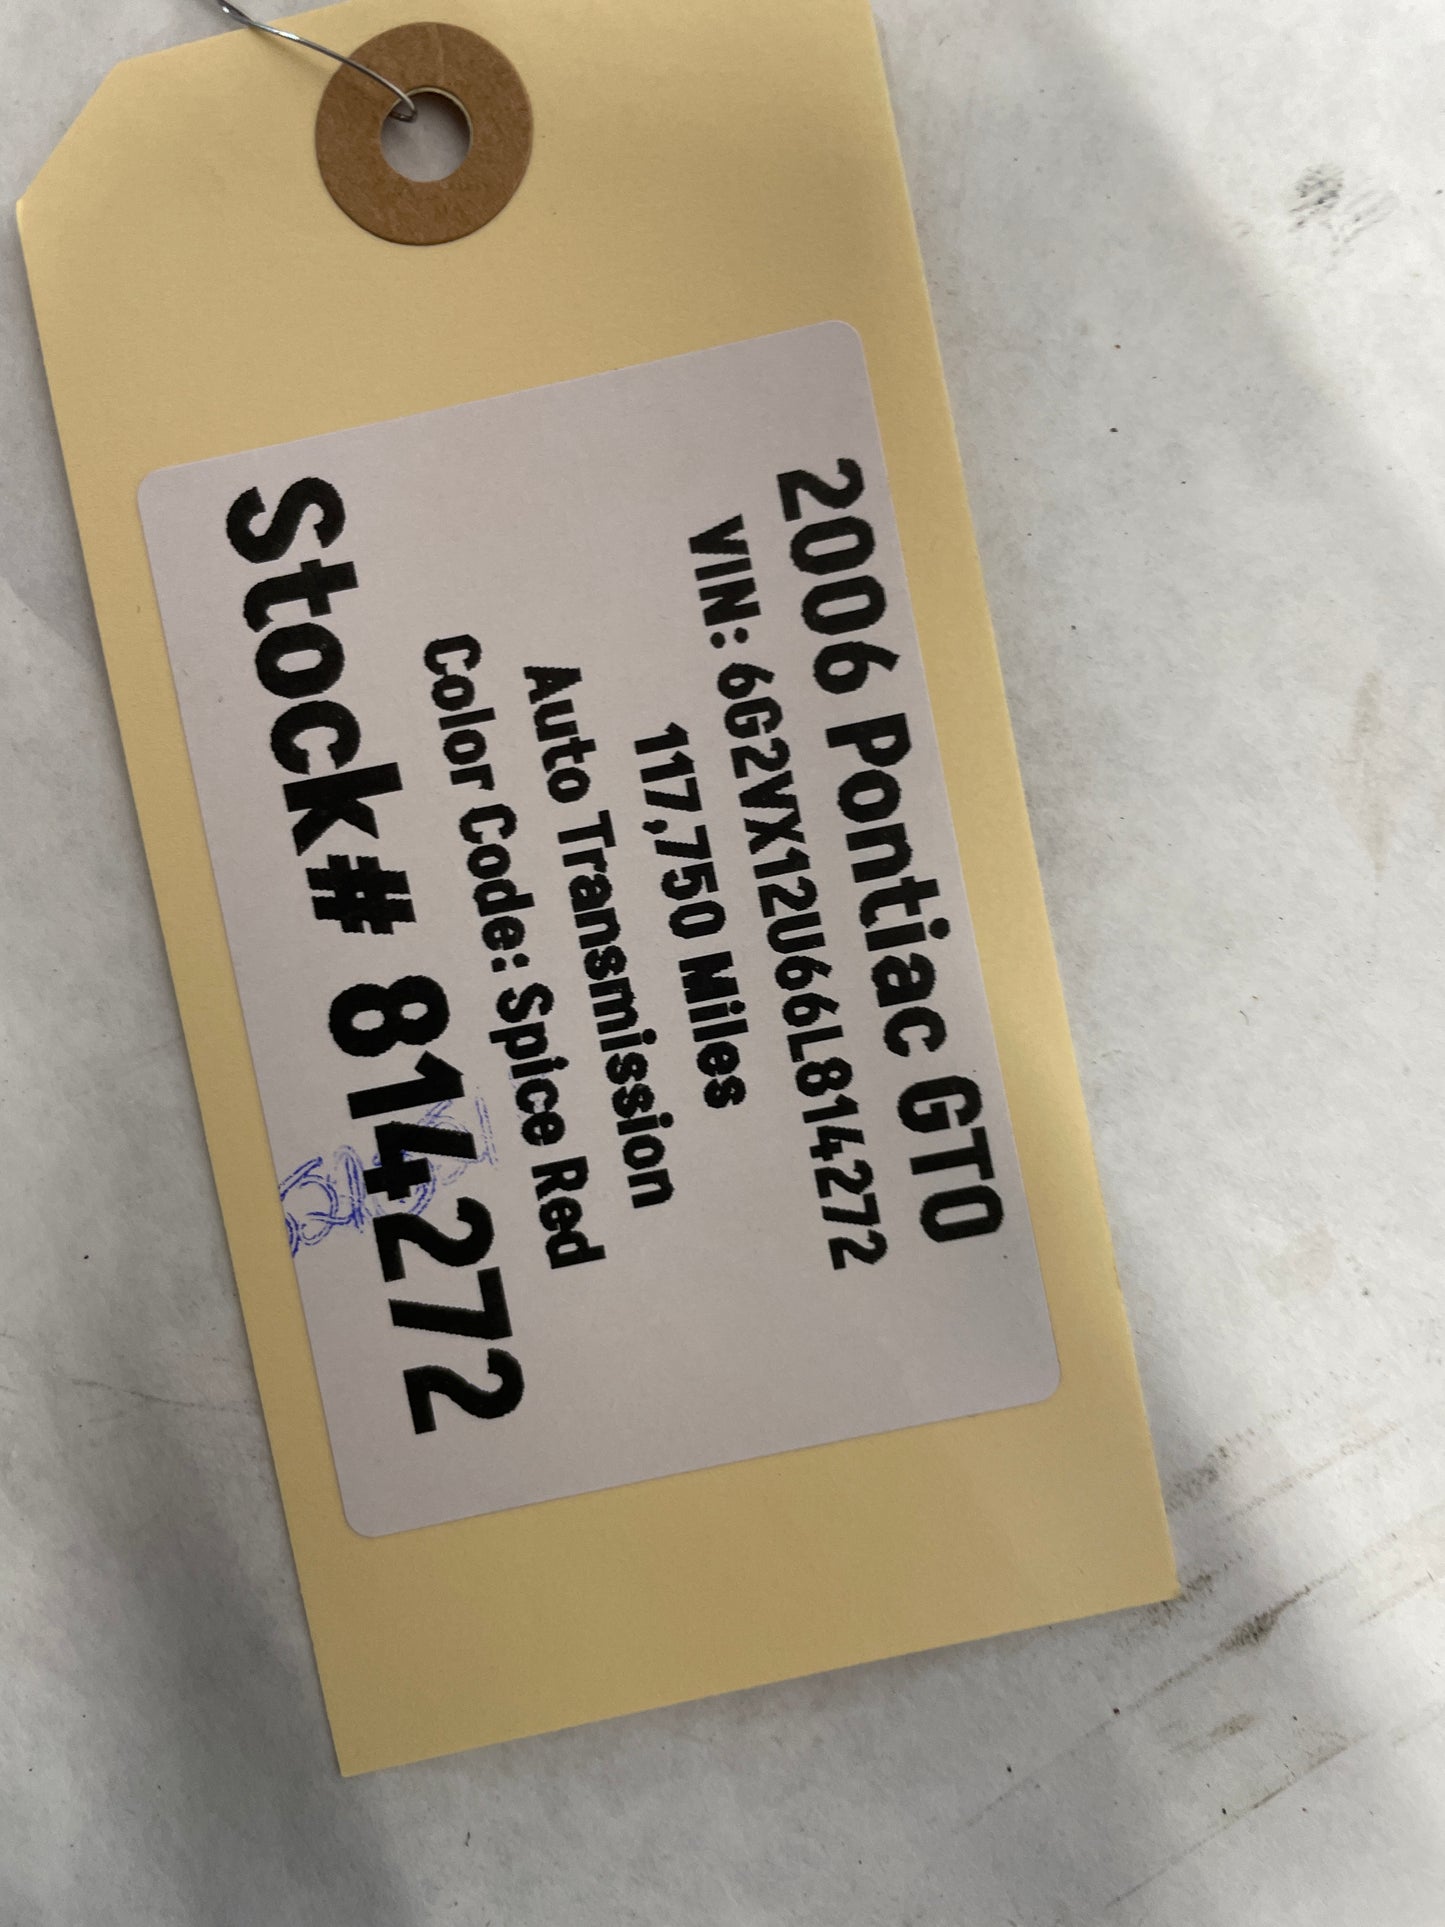 2006 Pontiac GTO
VIN: 6G2VX12U66L814272
117,750 Miles
Auto Transmission
Color Code: Spice Red
Stock# 814272